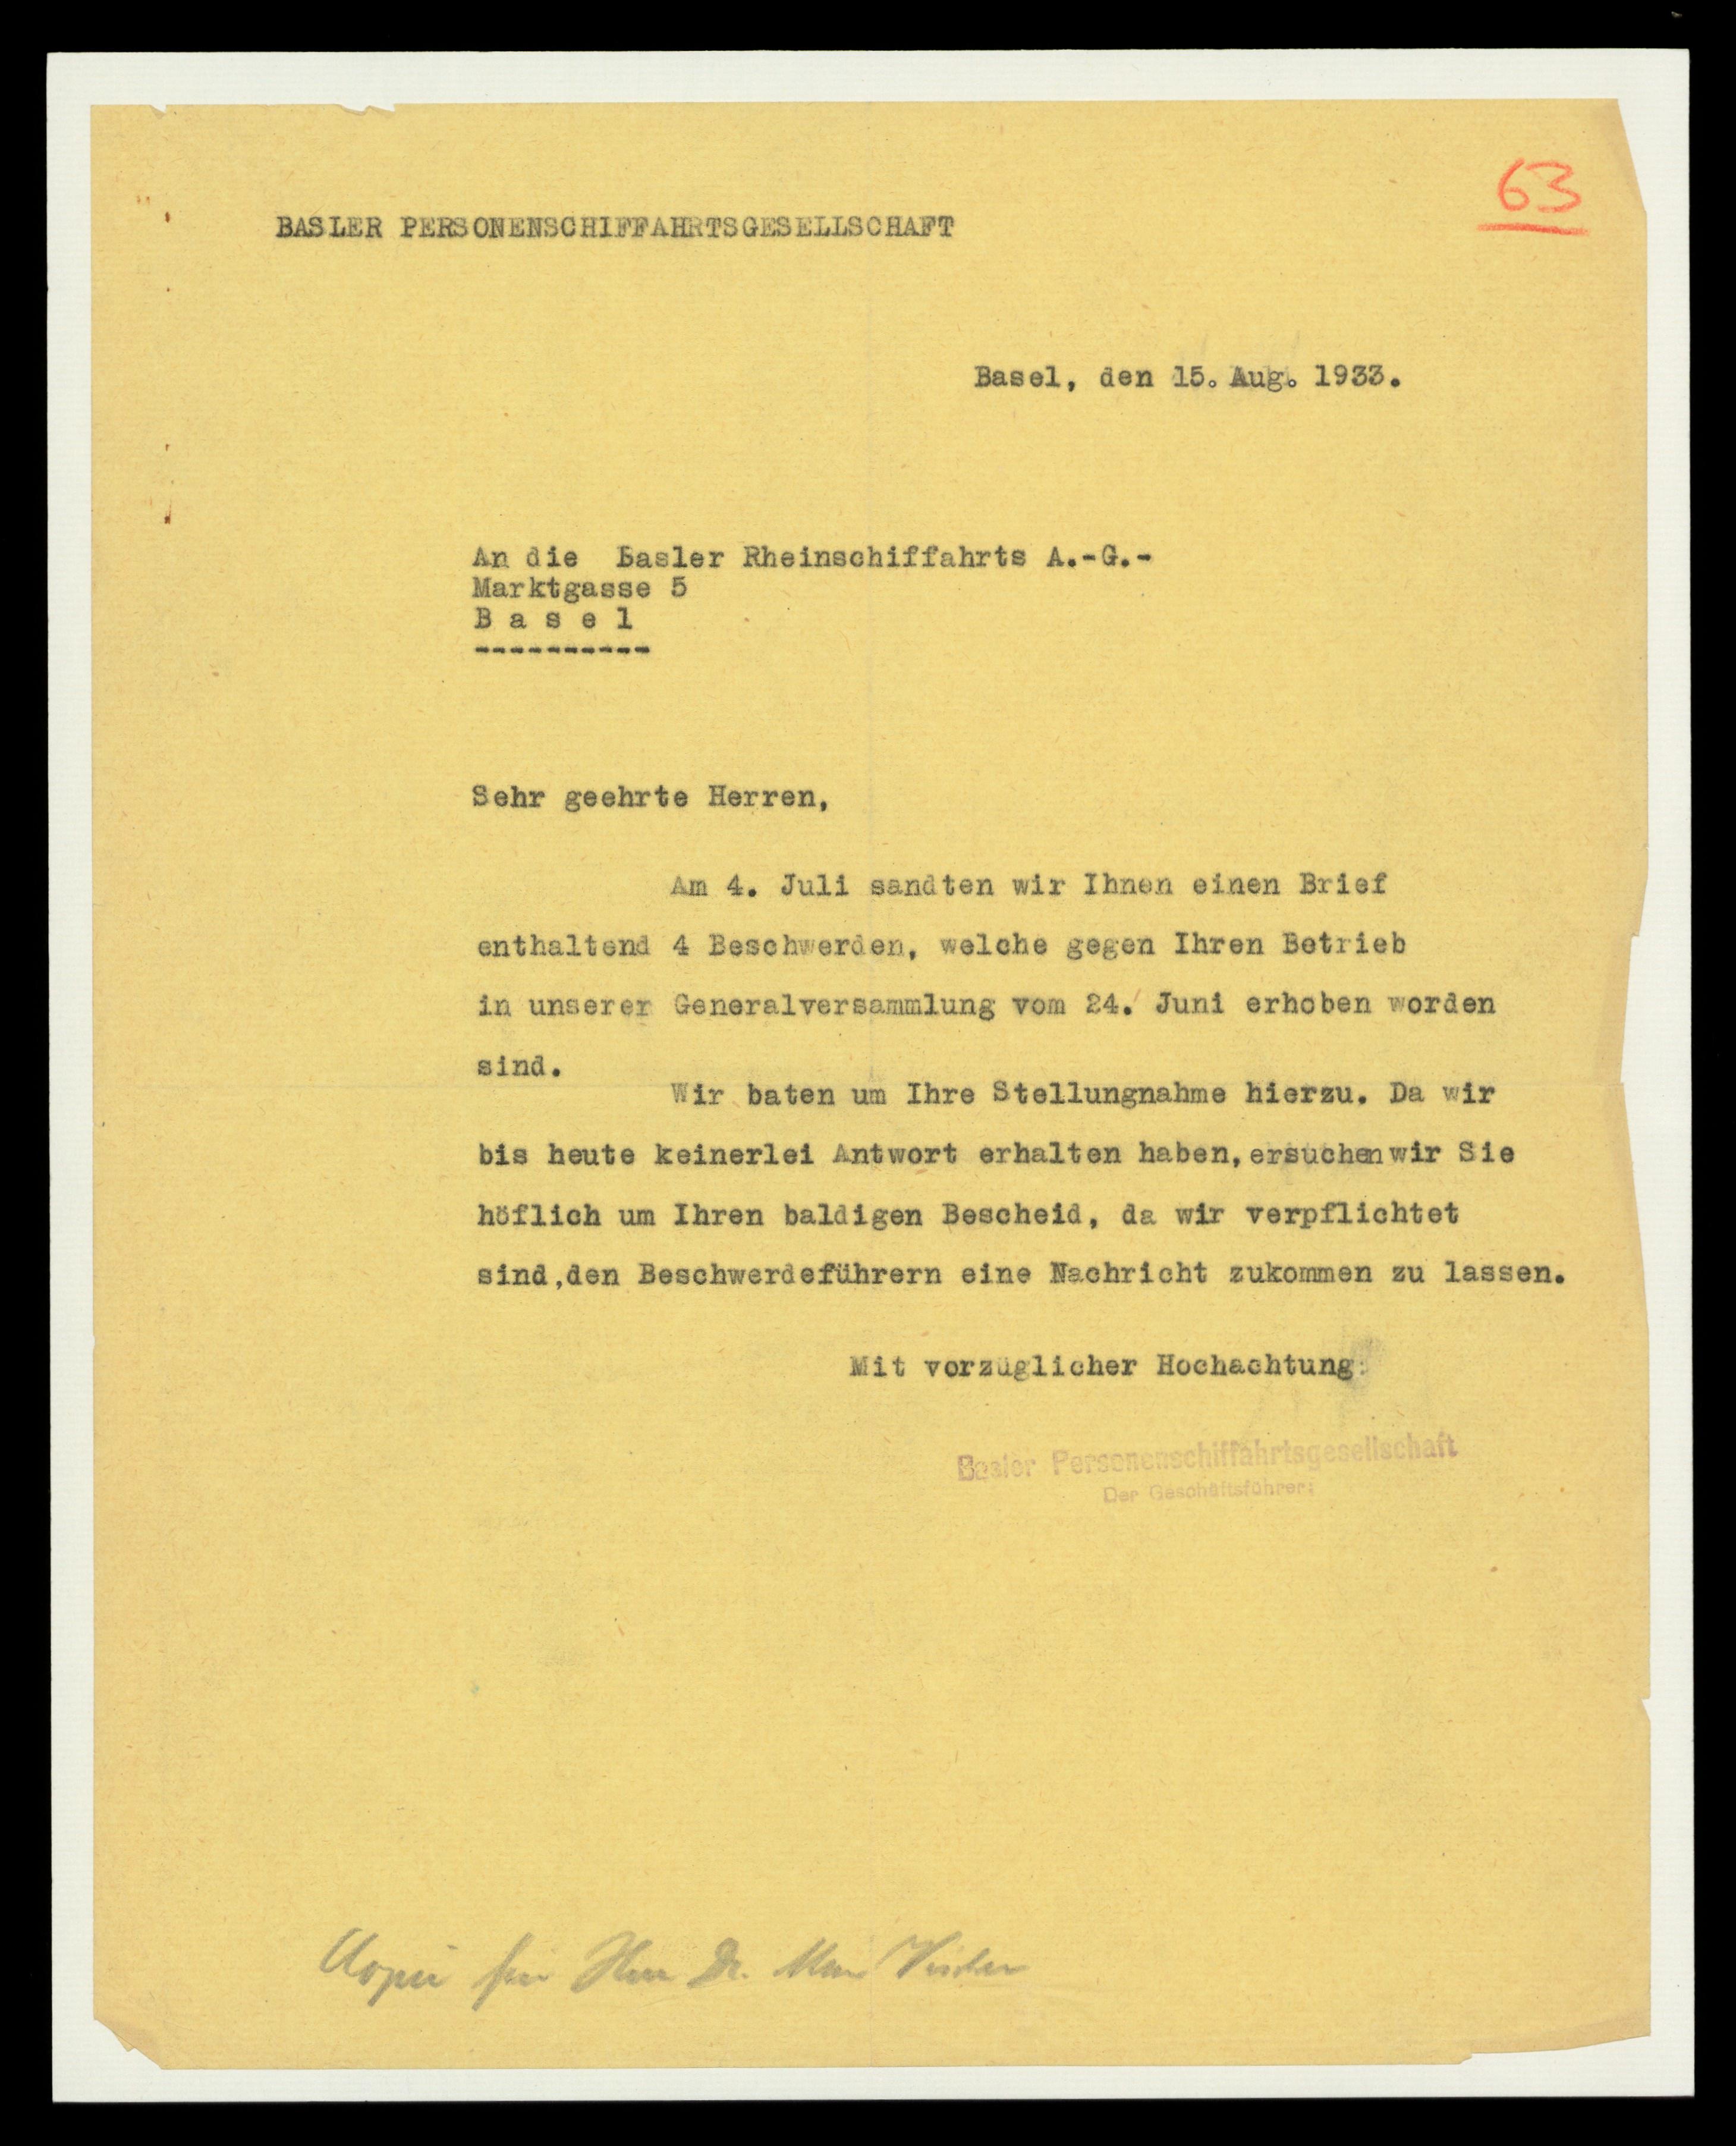 63
BASLER PERSONENSCHIFFAHRTSGESELLSCHAFT
Basel, den 15. Aug. 1933.
An die Basler Rheinschiffahrts A.-G.-
Marktgasse 5
B a s e l
----------
Sehr geehrte Herren,
Am 4. Juli sandten wir Ihnen einen Brief
enthaltend 4 Beschwerden, welche gegen Ihren Betrieb
in unserer Generalversammlung vom 24. Juni erhoben worden
sind.
Wir baten um Ihre Stellungnahme hierzu. Da wir
bis heute keinerlei Antwort erhalten haben, ersuchen wir Sie
höflich um Ihren baldigen Bescheid, da wir verpflichtet
sind,den Beschwerdeführern eine Nachricht zukommen zu lassen.
Mit vorzüglicher Hochachtung:
Basler Personenschiffahrtsgesellschaft
Der Geschäftsführer:
Copie für Herr Dr.